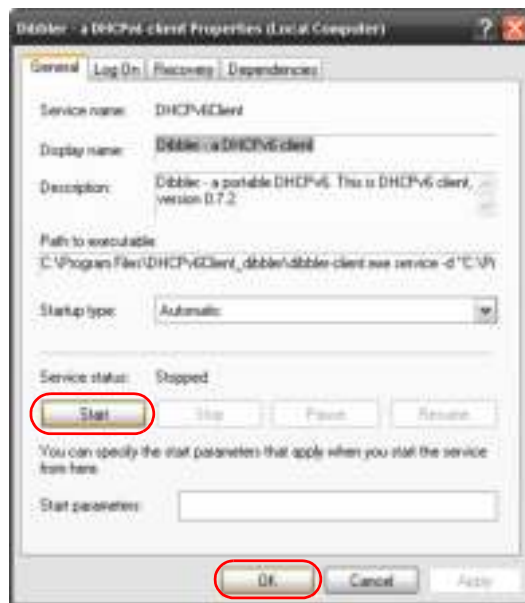 Dibbler - a DHCPv6 client Properties (Local Computer)
General Log On Recovery Dependencies
Service name: DHCPv6Client
Display name: Dibbler - a DHCPv6 client
Description: Dibbler - a portable DHCPv6. This is DHCPv6 client,
version 0.7.2
Path to executable:
C:\Program Files\DHCPv6Client_dibbler\dibbler-client.exe service -d "C:\Pr
Startup type: Automatic
Service status: Stopped
Start Stop Pause Resume
You can specify the start parameters that apply when you start the service
from here.
Start parameters:
OK Cancel Apply